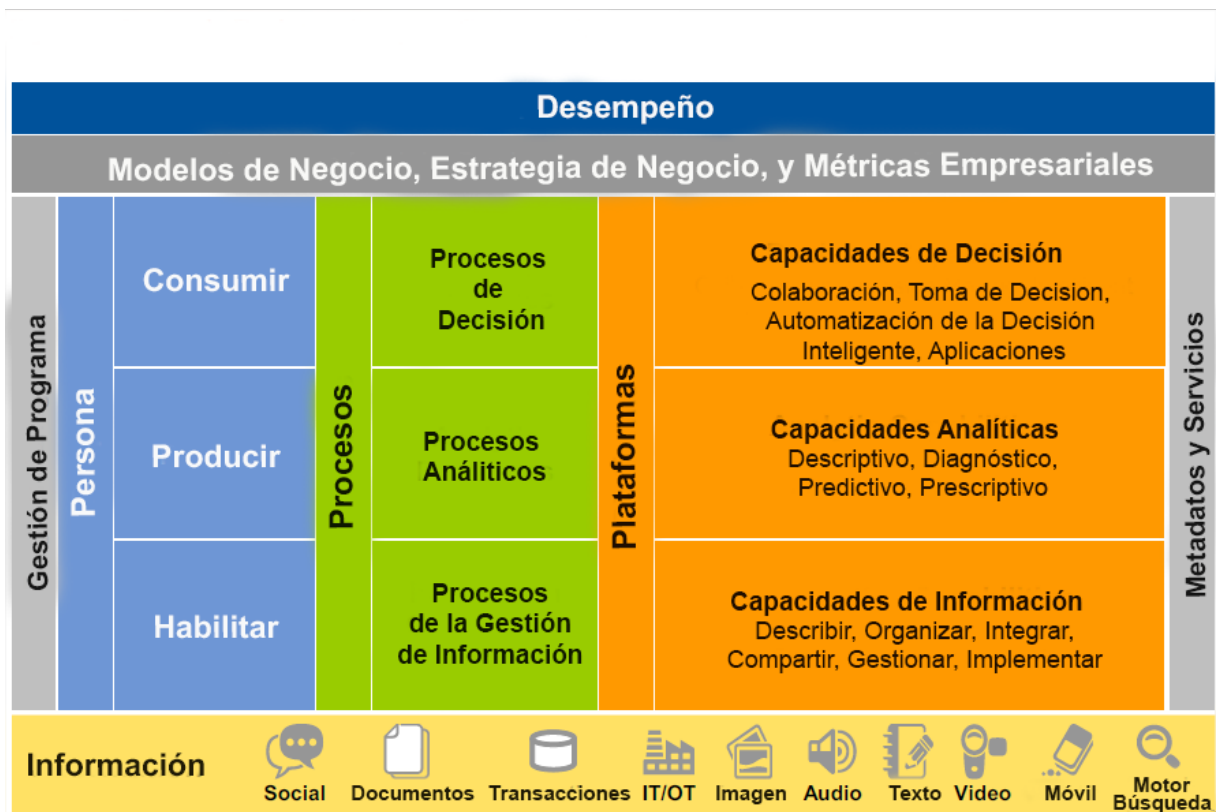 Desempeño
Modelos de Negocio, Estrategia de Negocio, y Métricas Empresariales
Gestión de Programa
Persona
Consumir
Producir
Habilitar
Procesos
Procesos
de
Decisión
Procesos
Análiticos
Procesos
de la Gestión
de Información
Plataformas
Capacidades de Decisión
Colaboración, Toma de Decision,
Automatización de la Decisión
Inteligente, Aplicaciones
Capacidades Analíticas
Descriptivo, Diagnóstico,
Predictivo, Prescriptivo
Capacidades de Información
Describir, Organizar, Integrar,
Compartir, Gestionar, Implementar
Metadatos y Servicios
Información
Social
Documentos
Transacciones
IT/OT
Imagen
Audio
Texto
Video
Móvil
Motor
Búsqueda